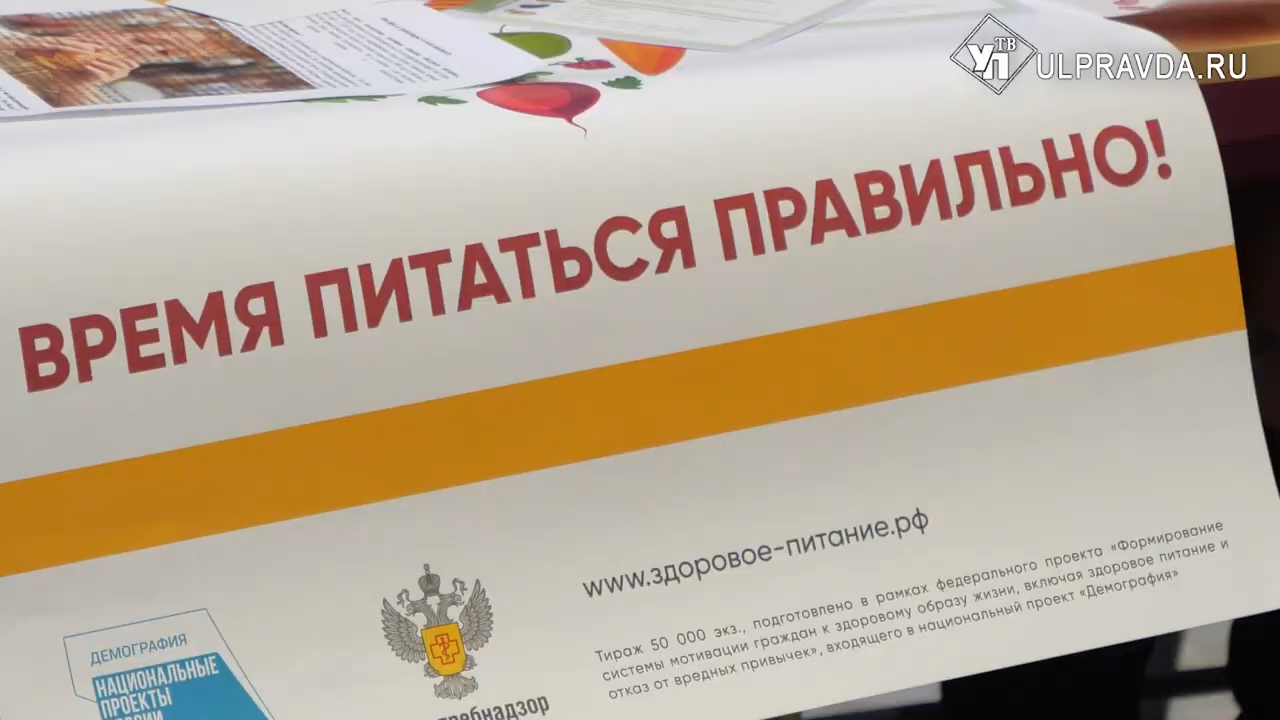 УП ТВ ULPRAVDA.RU
ВРЕМЯ ПИТАТЬСЯ ПРАВИЛЬНО!
www.здоровое-питание.рф
Тираж 50 000 экз., подготовлено в рамках федерального проекта «Формирование
системы мотивации граждан к здоровому образу жизни, включая здоровое питание и
отказ от вредных привычек», входящего в национальный проект «Демография»
ДЕМОГРАФИЯ
НАЦИОНАЛЬНЫЕ
ПРОЕКТЫ